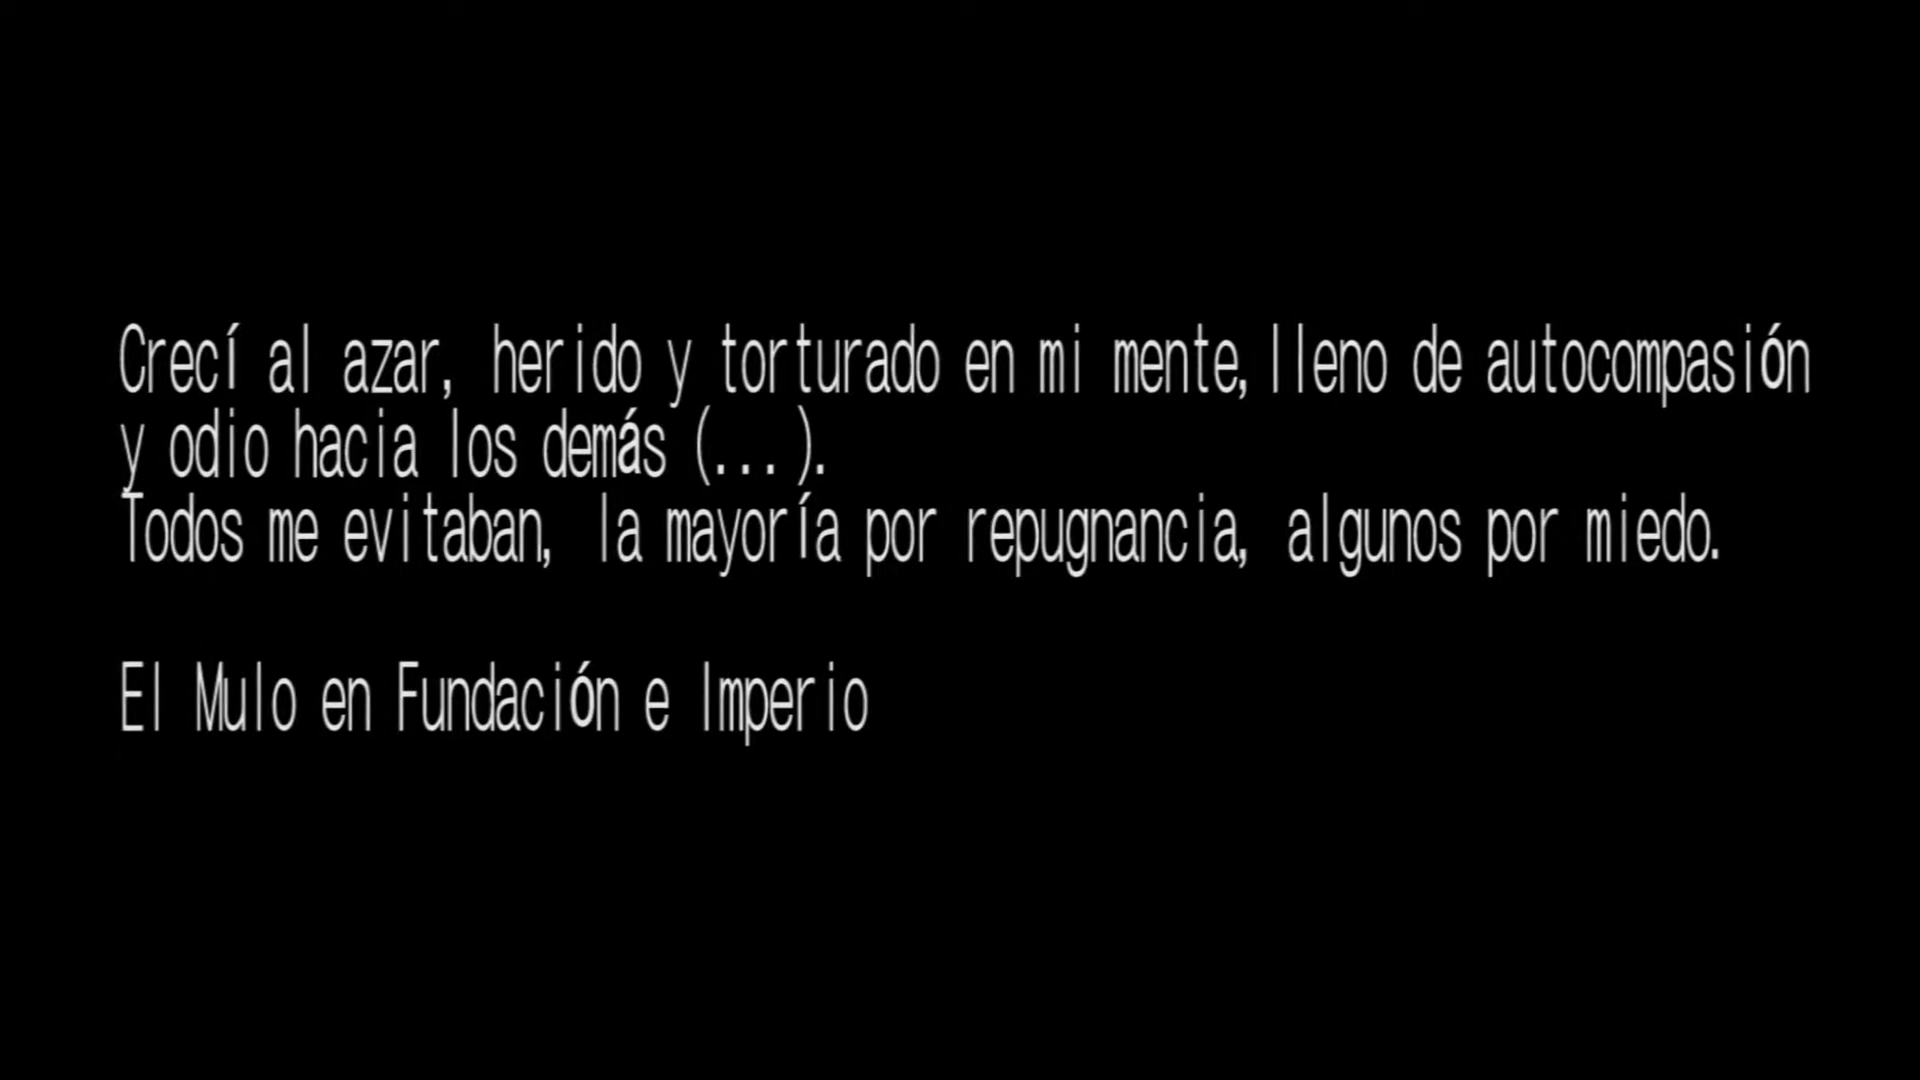 Crecí al azar, herido y torturado en mi mente, lleno de autocompasión
y odio hacia los demás (...).
Todos me evitaban, la mayoría por repugnancia, algunos por miedo.
El Mulo en Fundación e Imperio